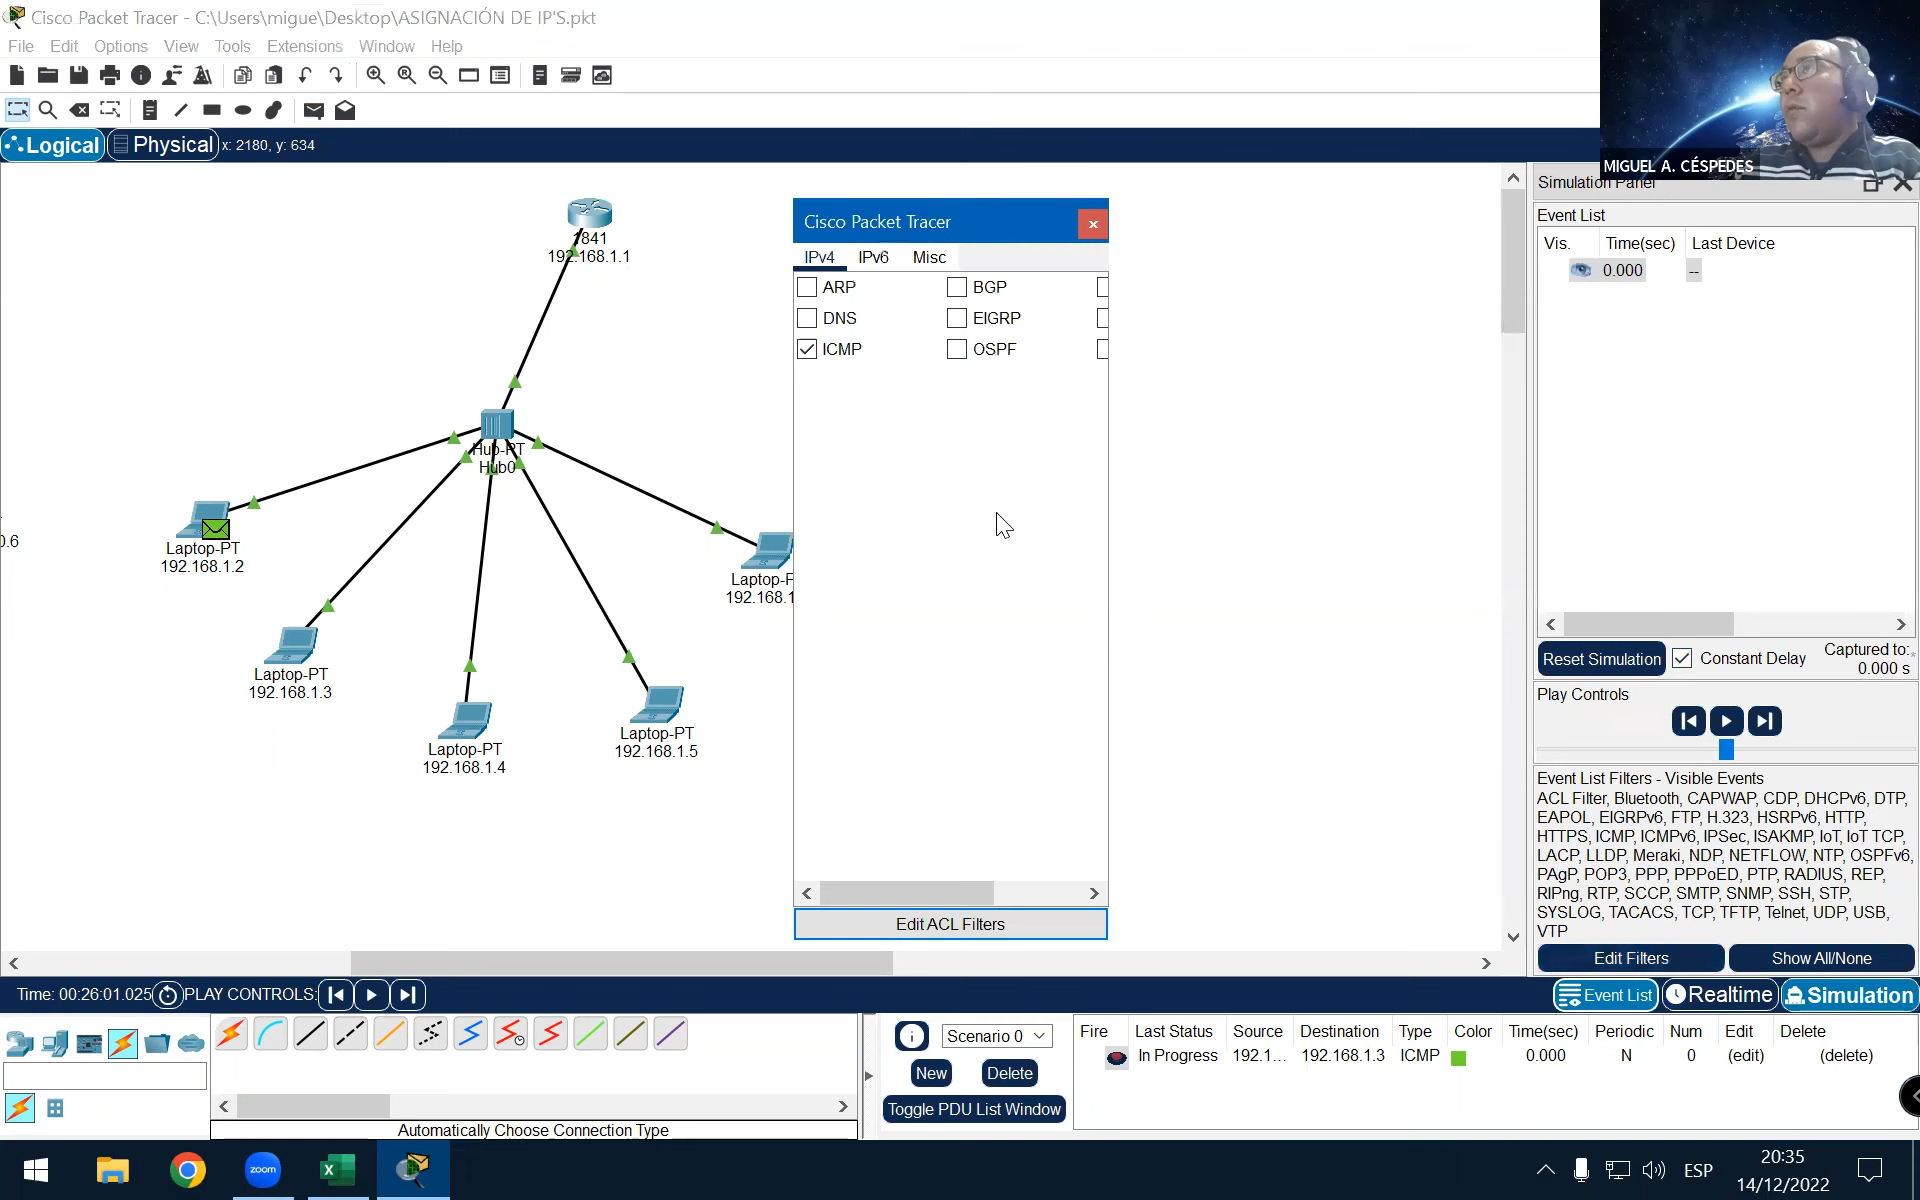 Cisco Packet Tracer - C:\Users\migue\Desktop\ASIGNACIÓN DE IP'S.pkt
File Edit Options View Tools Extensions Window Help
Logical Physical x: 2180, y: 634
MIGUEL A. CÉSPEDES
1841
192.168.1.1
Hub-PT
Hub0
0.6
Laptop-PT
192.168.1.2
Laptop-PT
192.168.1.3
Laptop-PT
192.168.1.4
Laptop-PT
192.168.1.5
Cisco Packet Tracer
IPv4 IPv6 Misc
ARP BGP
DNS EIGRP
ICMP OSPF
Edit ACL Filters
Simulation Panel
Event List
Vis. Time(sec) Last Device
0.000 --
Reset Simulation Constant Delay Captured to:
0.000 s
Play Controls
Event List Filters - Visible Events
ACL Filter, Bluetooth, CAPWAP, CDP, DHCPv6, DTP,
EAPOL, EIGRPv6, FTP, H.323, HSRPv6, HTTP,
HTTPS, ICMP, ICMPv6, IPSec, ISAKMP, IoT, IoT TCP,
LACP, LLDP, Meraki, NDP, NETFLOW, NTP, OSPFv6,
PAgP, POP3, PPP, PPPoED, PTP, RADIUS, REP,
RIPng, RTP, SCCP, SMTP, SNMP, SSH, STP,
SYSLOG, TACACS, TCP, TFTP, Telnet, UDP, USB,
VTP
Edit Filters Show All/None
Time: 00:26:01.025 PLAY CONTROLS:
Event List Realtime Simulation
Automatically Choose Connection Type
Scenario 0
New Delete
Toggle PDU List Window
Fire Last Status Source Destination Type Color Time(sec) Periodic Num Edit Delete
In Progress 192.1... 192.168.1.3 ICMP 0.000 N 0 (edit) (delete)
zoom
ESP
20:35
14/12/2022